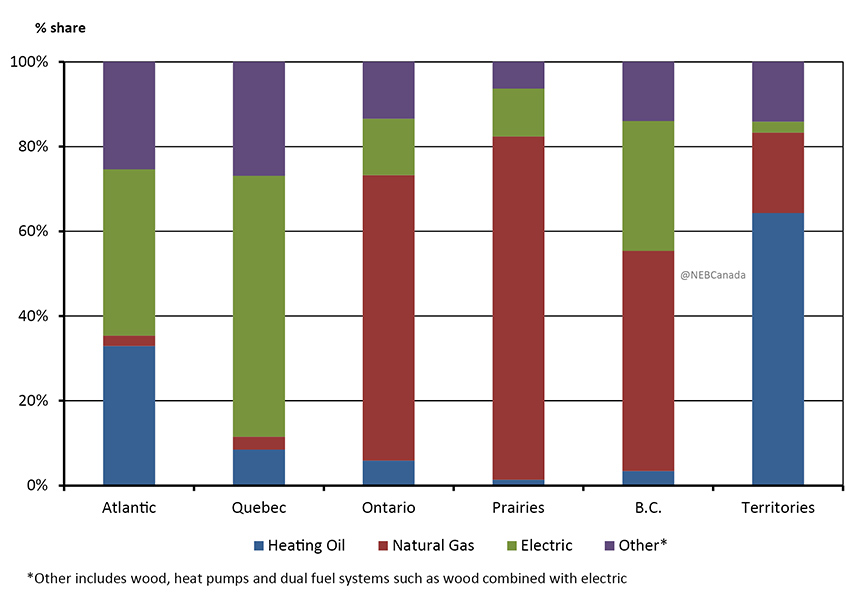 % share
100%
80%
60%
@NEBCanada
40%
20%
0%
Atlantic Quebec Ontario Prairies B.C. Territories
Heating Oil Natural Gas Electric Other*
*Other includes wood, heat pumps and dual fuel systems such as wood combined with electric